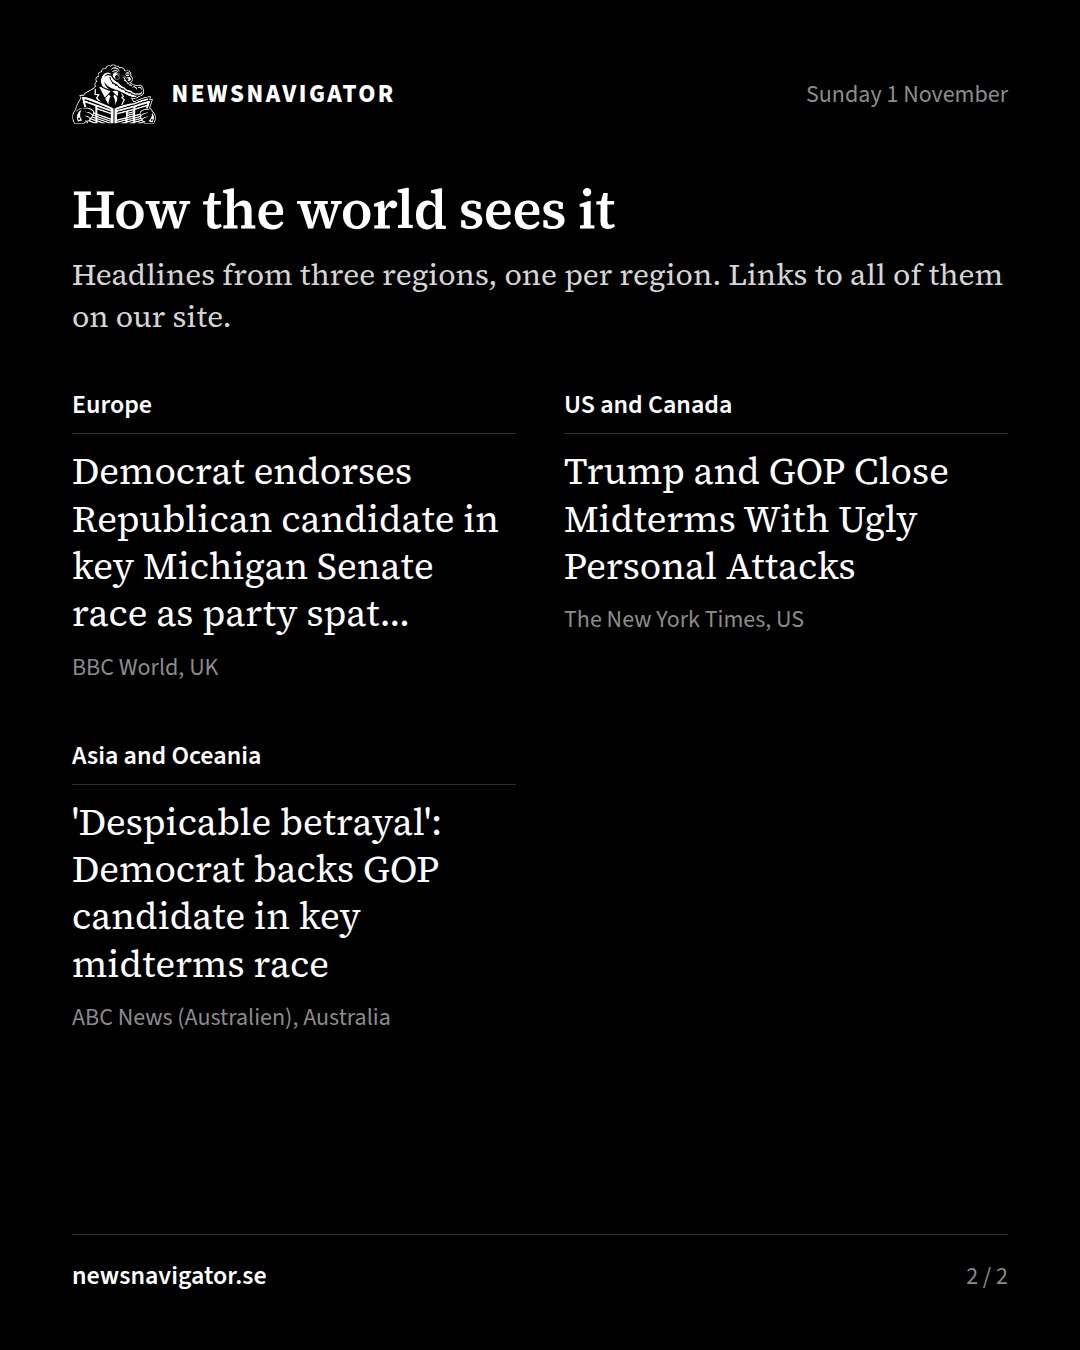 NEWSNAVIGATOR
Sunday 1 November
How the world sees it
Headlines from three regions, one per region. Links to all of them
on our site.
Europe
Democrat endorses
Republican candidate in
key Michigan Senate
race as party spat...
BBC World, UK
US and Canada
Trump and GOP Close
Midterms With Ugly
Personal Attacks
The New York Times, US
Asia and Oceania
'Despicable betrayal':
Democrat backs GOP
candidate in key
midterms race
ABC News (Australien), Australia
newsnavigator.se
2 / 2